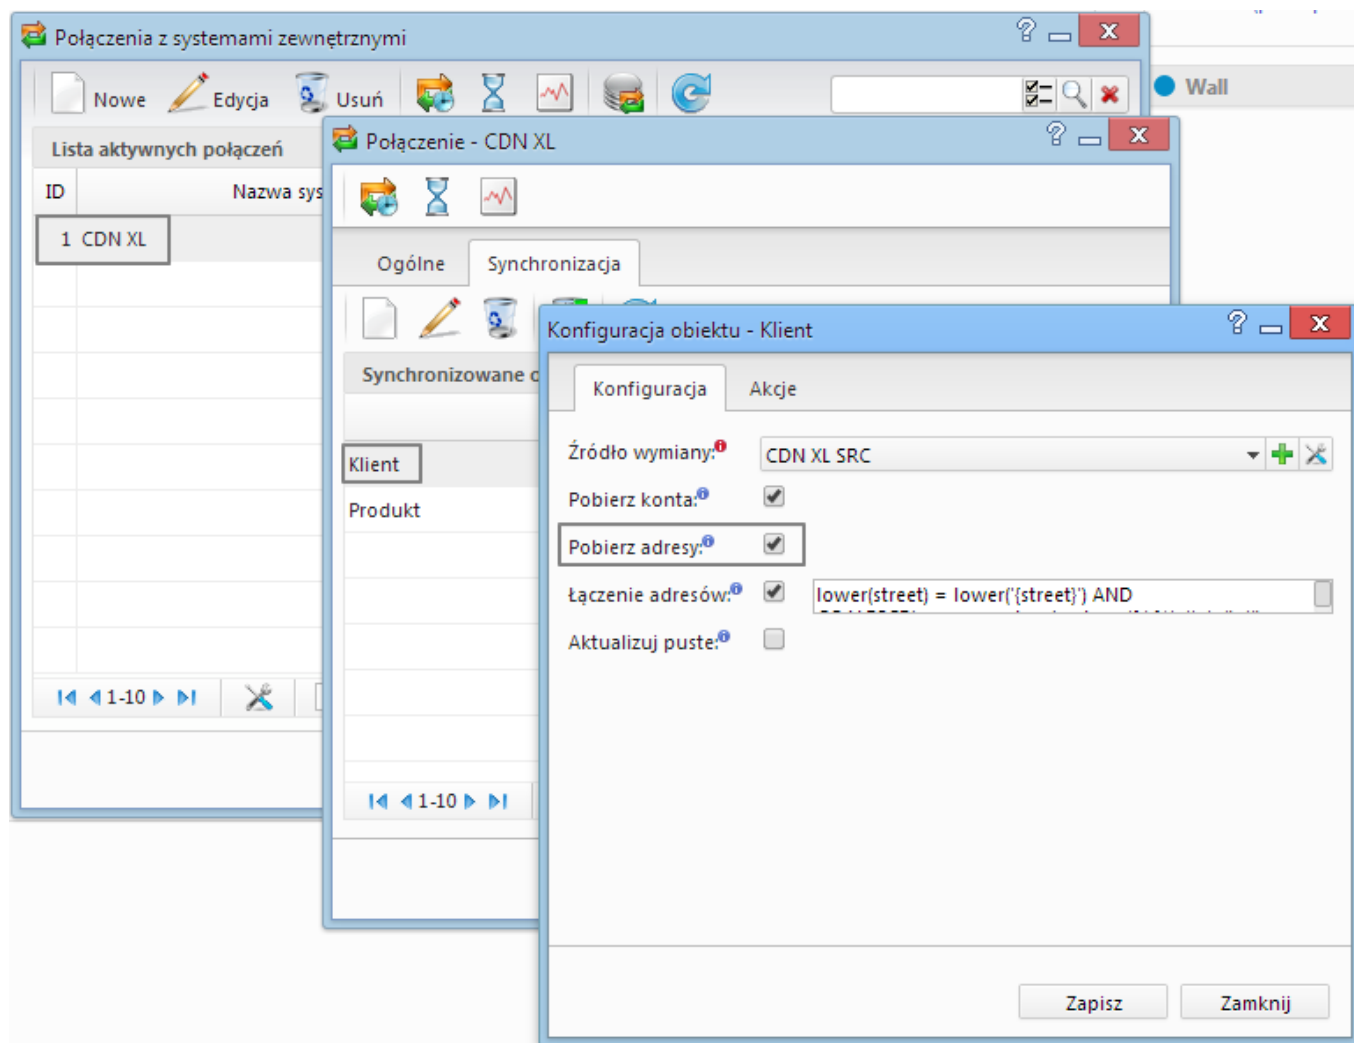 Połączenia z systemami zewnętrznymi
Nowe Edycja Usuń
Wall
Lista aktywnych połączeń
ID Nazwa sys
1 CDN XL
1-10
Połączenie - CDN XL
Ogólne Synchronizacja
Synchronizowane o
Klient
Produkt
1-10
Konfiguracja obiektu - Klient
Konfiguracja Akcje
Źródło wymiany: CDN XL SRC
Pobierz konta:
Pobierz adresy:
Łączenie adresów: lower(street) = lower('{street}') AND
Aktualizuj puste:
Zapisz Zamknij